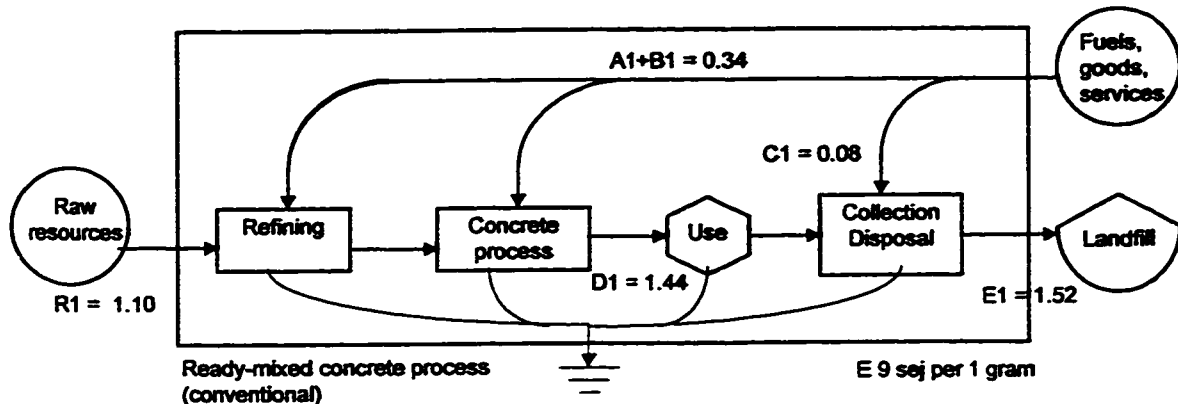 Fuels,
goods,
services
A1+B1 = 0.34
C1 = 0.08
Raw
resources
Refining
Concrete
process
Use
Collection
Disposal
Landfill
R1 = 1.10
D1 = 1.44
E1 = 1.52
Ready-mixed concrete process
(conventional)
E 9 sej per 1 gram